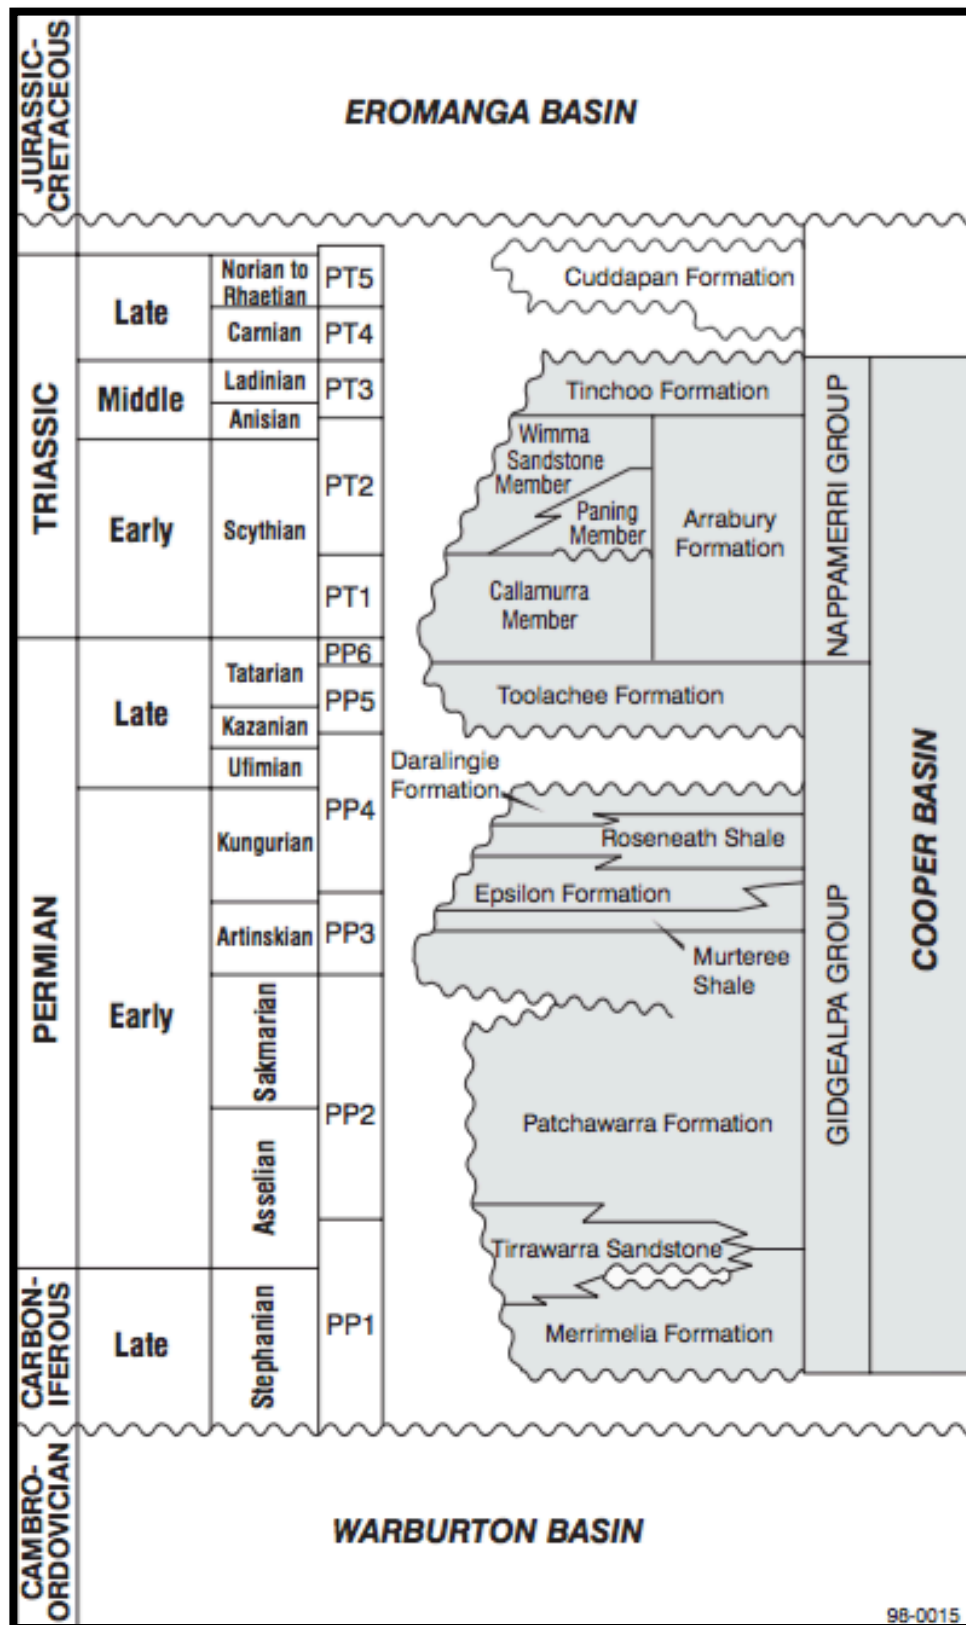 JURASSIC-
CRETACEOUS
EROMANGA BASIN
TRIASSIC
Late
Norian to
Rhaetian
PT5
Carnian
PT4
Middle
Ladinian
PT3
Anisian
Early
Scythian
PT2
PT1
Cuddapan Formation
Tinchoo Formation
Wimma
Sandstone
Member
Paning
Member
Arrabury
Formation
Callamurra
Member
NAPPAMERRI GROUP
PERMIAN
Late
Tatarian
PP6
PP5
Kazanian
Ufimian
PP4
Early
Kungurian
Artinskian
PP3
Sakmarian
PP2
Asselian
Toolachee Formation
Daralingie
Formation
Roseneath Shale
Epsilon Formation
Murteree
Shale
Patchawarra Formation
Tirrawarra Sandstone
Merrimelia Formation
GIDGEALPA GROUP
COOPER BASIN
CARBON-
IFEROUS
Late
Stephanian
PP1
CAMBRO-
ORDOVICIAN
WARBURTON BASIN
98-0015